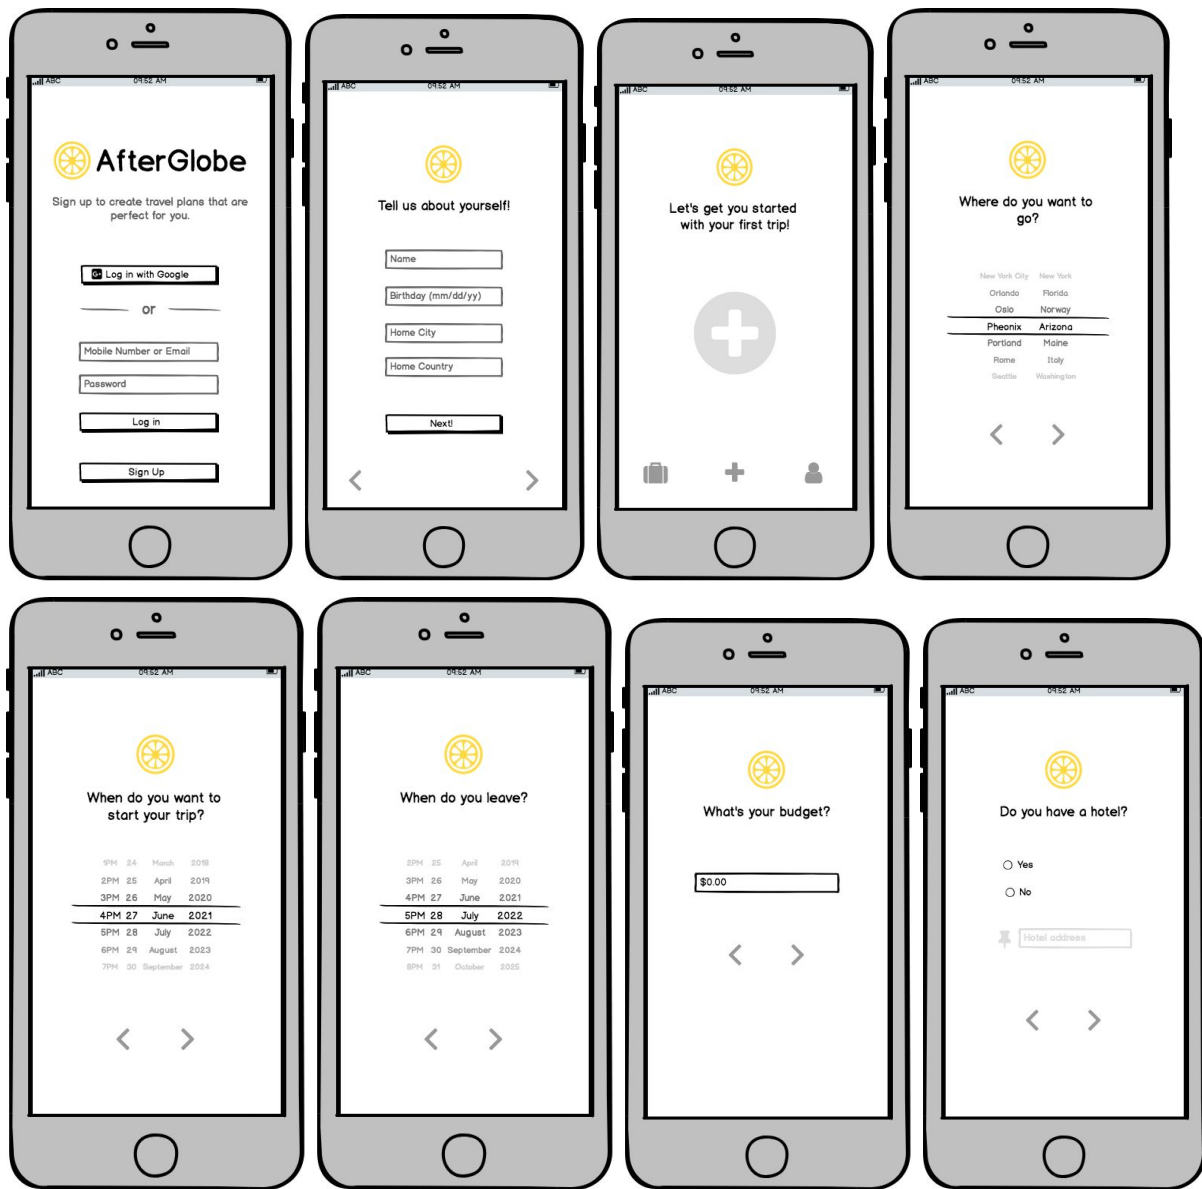 ABC 09:52 AM
AfterGlobe
Sign up to create travel plans that are
perfect for you.
G+ Log in with Google
or
Mobile Number or Email
Password
Log in
Sign Up
ABC 09:52 AM
Tell us about yourself!
Name
Birthday (mm/dd/yy)
Home City
Home Country
Next!
ABC 09:52 AM
Let's get you started
with your first trip!
ABC 09:52 AM
Where do you want to
go?
New York City New York
Orlando Florida
Oslo Norway
Pheonix Arizona
Portland Maine
Rome Italy
Seattle Washington
ABC 09:52 AM
When do you want to
start your trip?
1PM 24 March 2018
2PM 25 April 2019
3PM 26 May 2020
4PM 27 June 2021
5PM 28 July 2022
6PM 29 August 2023
7PM 30 September 2024
ABC 09:52 AM
When do you leave?
2PM 25 April 2019
3PM 26 May 2020
4PM 27 June 2021
5PM 28 July 2022
6PM 29 August 2023
7PM 30 September 2024
8PM 31 October 2025
ABC 09:52 AM
What's your budget?
$0.00
ABC 09:52 AM
Do you have a hotel?
Yes
No
Hotel address